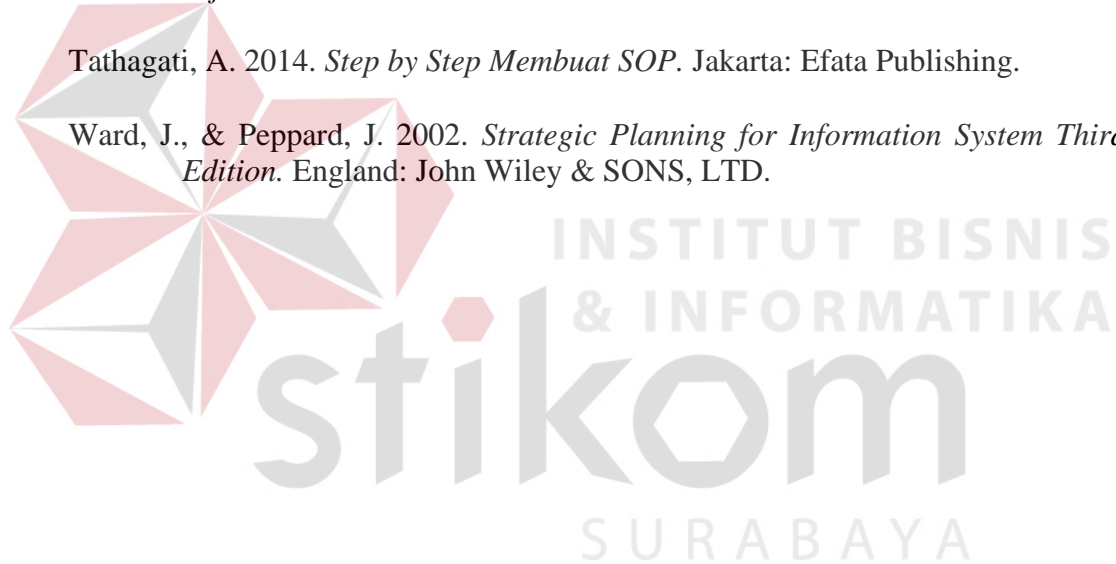 Tathagati, A. 2014. Step by Step Membuat SOP. Jakarta: Efata Publishing.
Ward, J., & Peppard, J. 2002. Strategic Planning for Information System Third
Edition. England: John Wiley & SONS, LTD.
INSTITUT BISNIS
& INFORMATIKA
stikom
SURABAYA